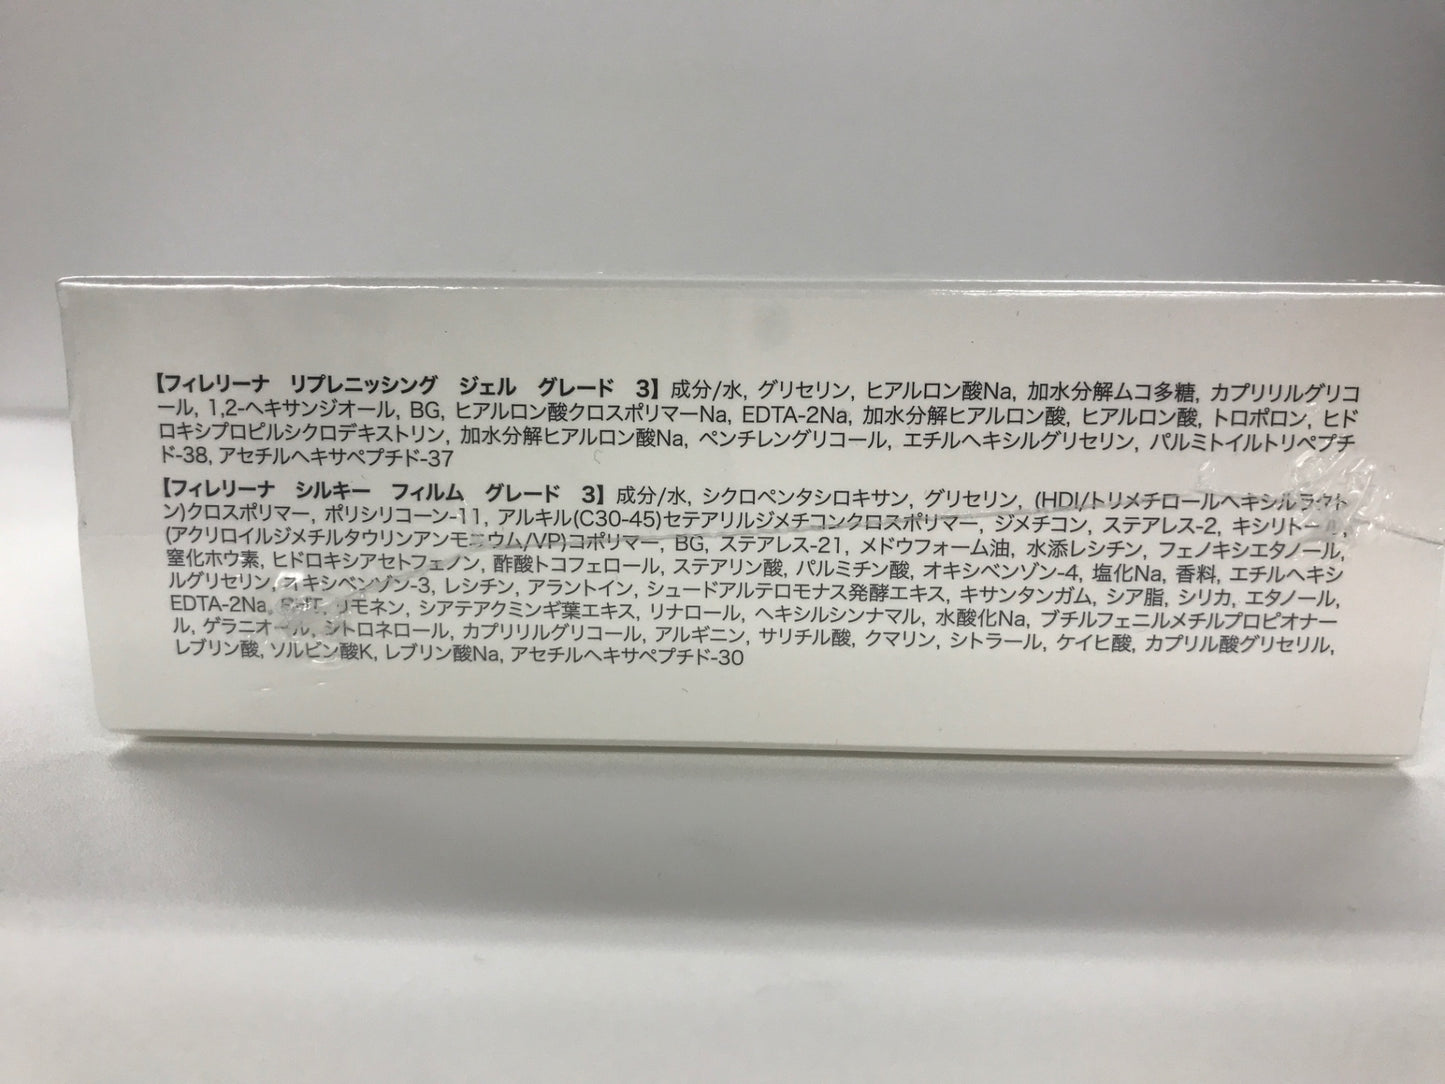 【フィレリーナ　リプレニッシング　ジェル　グレード　3】成分/水, グリセリン, ヒアルロン酸Na, 加水分解ムコ多糖, カプリリルグリコ
ール, 1,2-ヘキサンジオール, BG, ヒアルロン酸クロスポリマーNa, EDTA-2Na, 加水分解ヒアルロン酸, ヒアルロン酸, トロポロン, ヒド
ロキシプロピルシクロデキストリン, 加水分解ヒアルロン酸Na, ペンチレングリコール, エチルヘキシルグリセリン, パルミトイルトリペプチ
ド-38, アセチルヘキサペプチド-37
【フィレリーナ　シルキー　フィルム　グレード　3】成分/水, シクロペンタシロキサン, グリセリン, (HDI/トリメチロールヘキシルラクト
ン)クロスポリマー, ポリシリコーン-11, アルキル(C30-45)セテアリルジメチコンクロスポリマー, ジメチコン, ステアレス-2, キシリトール,
(アクリロイルジメチルタウリンアンモニウム/VP)コポリマー, BG, ステアレス-21, メドウフォーム油, 水添レシチン, フェノキシエタノール,
窒化ホウ素, ヒドロキシアセトフェノン, 酢酸トコフェロール, ステアリン酸, パルミチン酸, オキシベンゾン-4, 塩化Na, 香料, エチルヘキシ
ルグリセリン, オキシベンゾン-3, レシチン, アラントイン, シュードアルテロモナス発酵エキス, キサンタンガム, シア脂, シリカ, エタノール,
EDTA-2Na, BHT, リモネン, シアテアクミンギ葉エキス, リナロール, ヘキシルシンナマル, 水酸化Na, ブチルフェニルメチルプロピオナー
ル, ゲラニオール, シトロネロール, カプリリルグリコール, アルギニン, サリチル酸, クマリン, シトラール, ケイヒ酸, カプリル酸グリセリル,
レブリン酸, ソルビン酸K, レブリン酸Na, アセチルヘキサペプチド-30